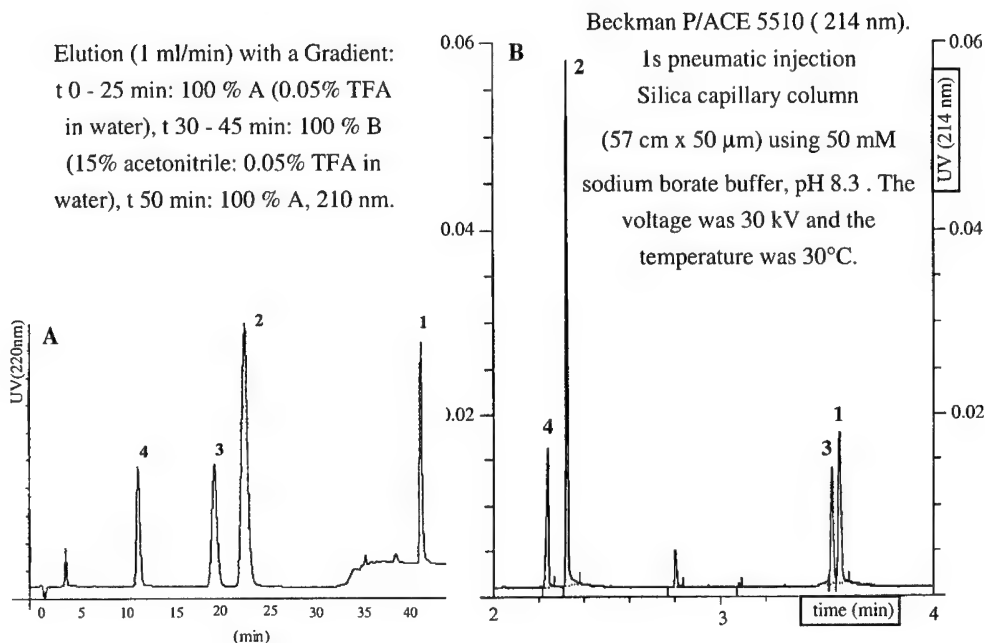 Elution (1 ml/min) with a Gradient:
t 0 - 25 min: 100 % A (0.05% TFA
in water), t 30 - 45 min: 100 % B
(15% acetonitrile: 0.05% TFA in
water), t 50 min: 100 % A, 210 nm.
A
UV(220nm)
4
3
2
1
0
5
10
15
20
25
30
35
40
(min)
Beckman P/ACE 5510 ( 214 nm).
1s pneumatic injection
Silica capillary column
(57 cm x 50 µm) using 50 mM
sodium borate buffer, pH 8.3 . The
voltage was 30 kV and the
temperature was 30°C.
B
0.06
0.04
).02
4
2
3
1
0.06
UV (214 nm)
0.04
0.02
2
3
time (min)
4